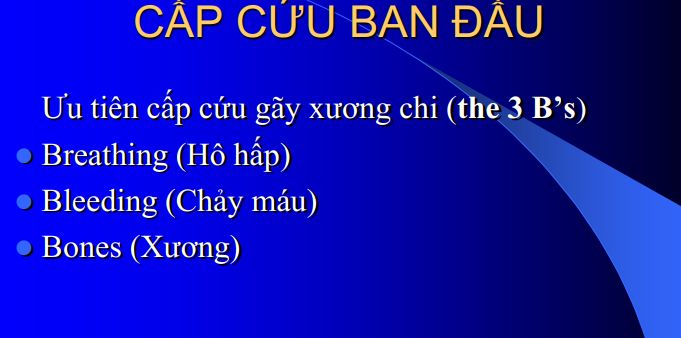 CẤP CỨU BAN ĐẦU
Ưu tiên cấp cứu gãy xương chi (the 3 B’s)
Breathing (Hô hấp)
Bleeding (Chảy máu)
Bones (Xương)